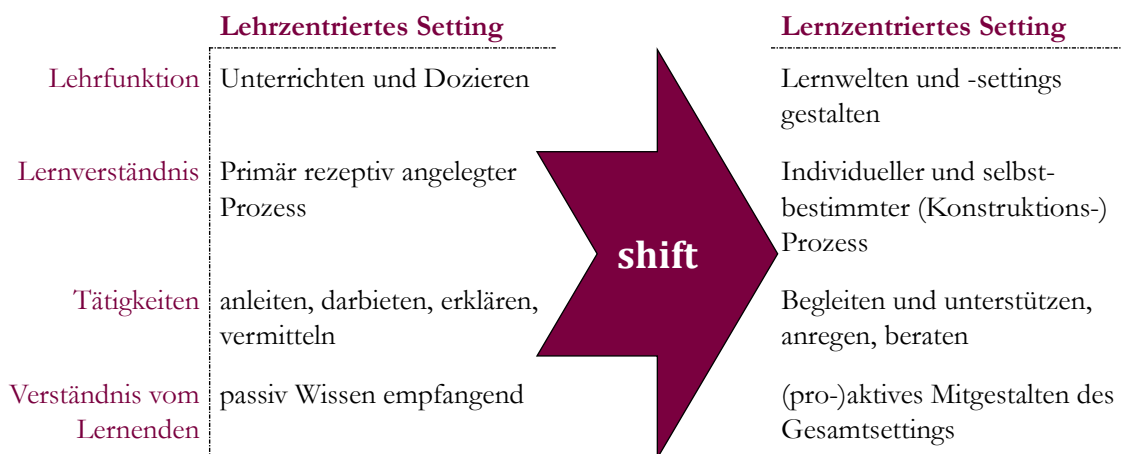 Lehrzentriertes Setting
Lernzentriertes Setting
Lehrfunktion
Unterrichten und Dozieren
Lernwelten und -settings
gestalten
Lernverständnis
Primär rezeptiv angelegter
Prozess
Individueller und selbst-
bestimmter (Konstruktions-)
Prozess
shift
Tätigkeiten
anleiten, darbieten, erklären,
vermitteln
Begleiten und unterstützen,
anregen, beraten
Verständnis vom
Lernenden
passiv Wissen empfangend
(pro-)aktives Mitgestalten des
Gesamtsettings